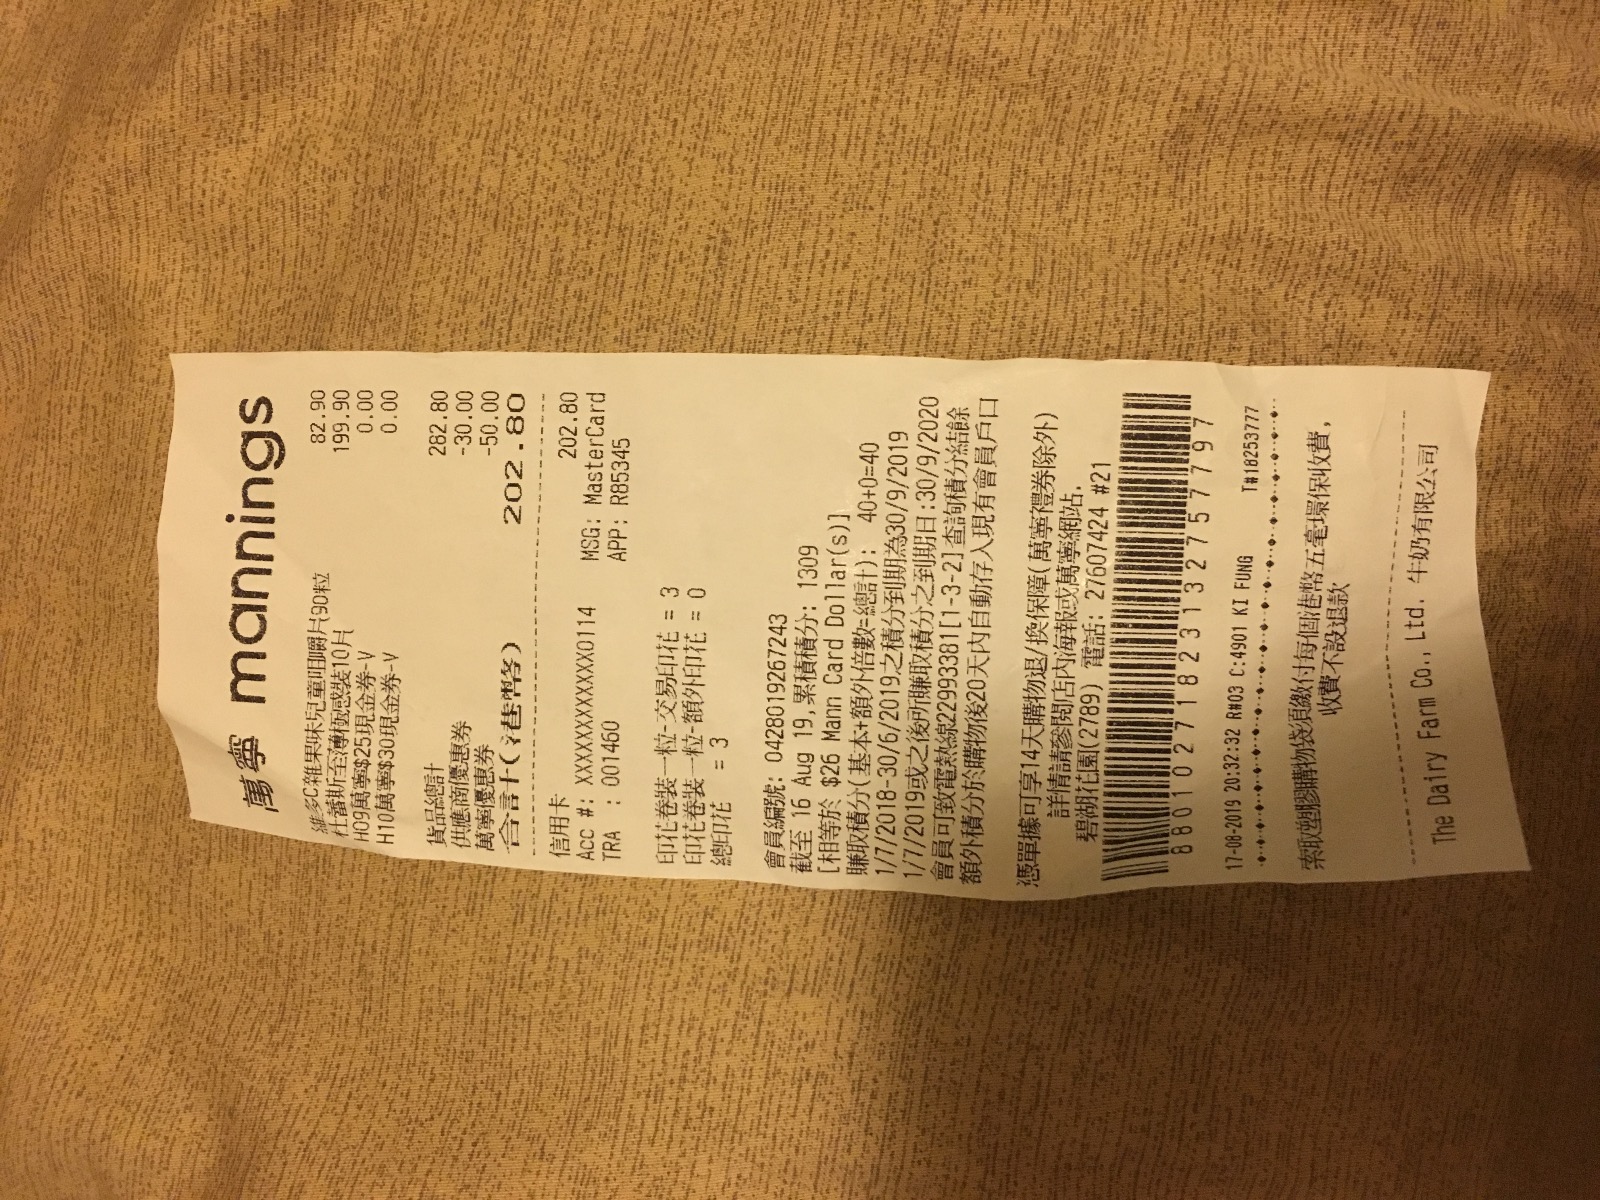 萬寧 mannings
維多C雜果味兒童咀嚼片90粒 82.90
杜蕾斯至薄極感裝10片 199.90
H09萬寧$25現金券-V 0.00
H10萬寧$30現金券-V 0.00
貨品總計 282.80
供應商優惠券 -30.00
萬寧優惠券 -50.00
合計(港幣) 202.80
信用卡 202.80
Acc #: XXXXXXXXXXXX0114 MSG: MasterCard
TRA : 001460 APP: R85345
印花卷裝一粒-交易印花 = 3
印花卷裝一粒-額外印花 = 0
總印花 = 3
會員編號: 0428019267243
截至 16 Aug 19,累積積分: 1309
[相等於 $26 Mann Card Dollar(s)]
賺取積分(基本+額外倍數=總計): 40+0=40
1/7/2018-30/6/2019之積分到期為30/9/2019
1/7/2019或之後所賺取積分之到期日:30/9/2020
會員可致電熱線22993381[1-3-2]查詢積分結餘
額外積分於購物後20天內自動存入現有會員戶口
憑單據可享14天購物退/換保障(萬寧禮券除外)
詳情請參閱店內海報或萬寧網站.
碧湖花園(2789) 電話: 27607424 #21
880102718231327577 97
17-08-2019 20:32:32 R#03 C:4901 KI FUNG T#18253777
索取塑膠購物袋須繳付每個港幣五毫環保收費,
收費不設退款
The Dairy Farm Co., Ltd. 牛奶有限公司